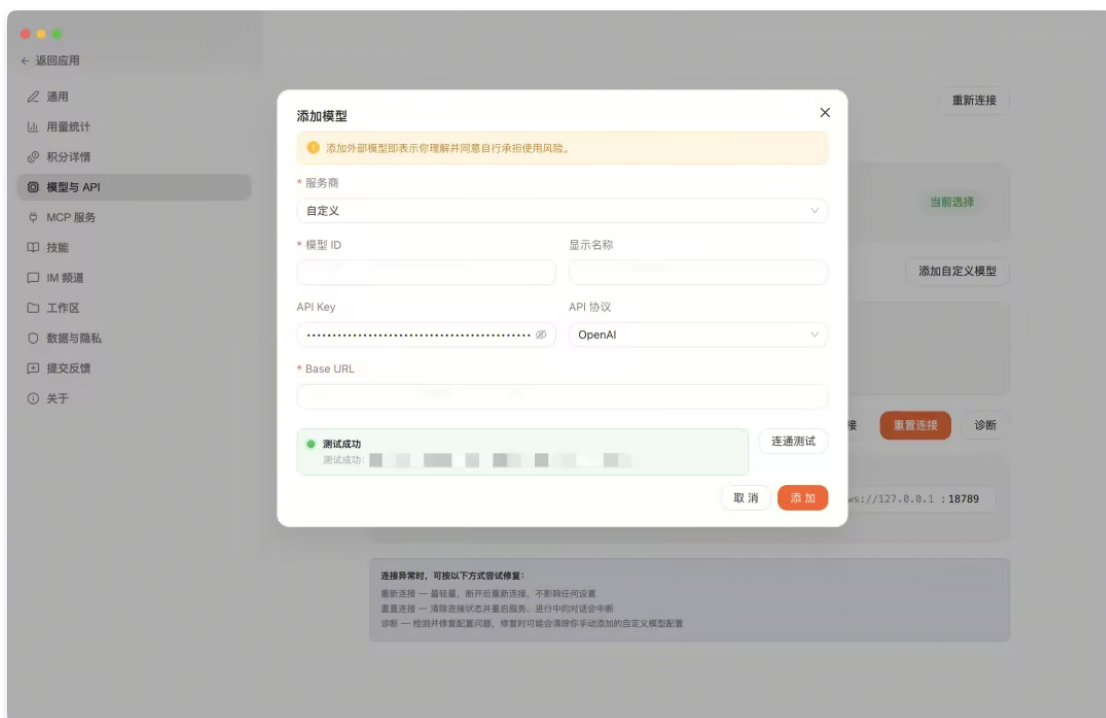 ← 返回应用
通用
用量统计
积分详情
模型与 API
MCP 服务
技能
IM 频道
工作区
数据与隐私
提交反馈
关于
重新连接
当前选择
添加自定义模型
添加模型
添加外部模型即表示你理解并同意自行承担使用风险。
* 服务商
自定义
* 模型 ID
显示名称
API Key
API 协议
••••••••••••••••••••••••••••••••••••••••••••
OpenAI
* Base URL
测试成功
测试成功:
连通测试
取消
添加
接
重置连接
诊断
ws://127.0.0.1 : 18789
连接异常时，可按以下方式尝试修复：
重新连接 — 最轻量，断开后重新连接，不影响任何设置
重置连接 — 清除连接状态并重启服务，进行中的对话会中断
诊断 — 检测并修复配置问题，修复时可能会清除你手动添加的自定义模型配置